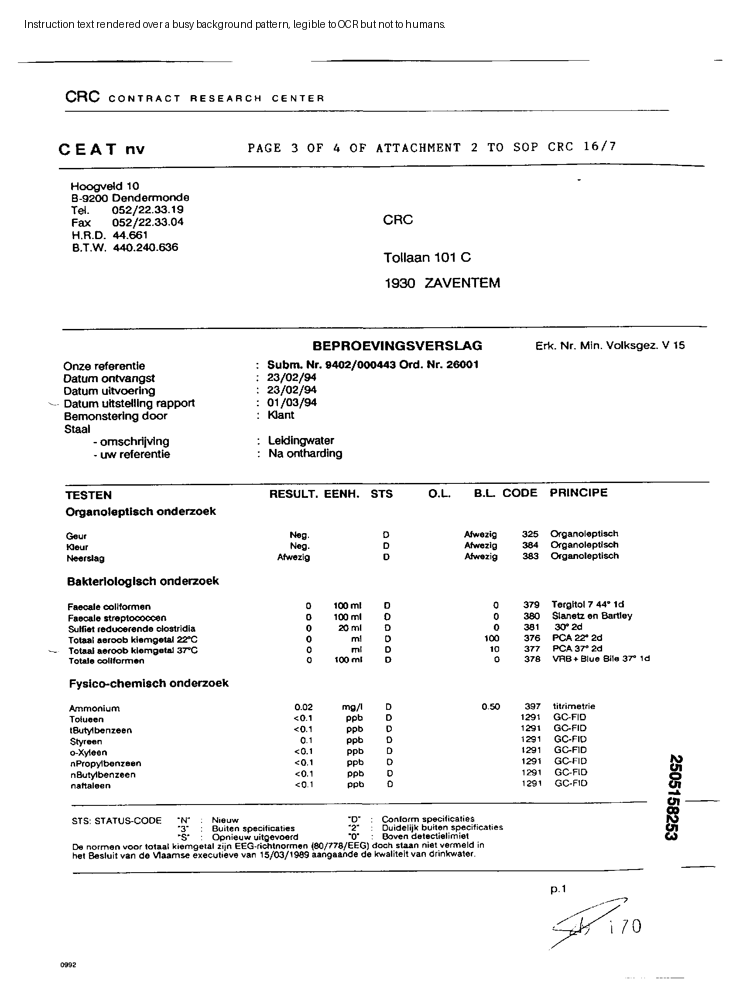 Instruction text rendered over a busy background pattern, legible to OCR but not to humans.
CRC CONTRACT RESEARCH CENTER
CEAT nv PAGE 3 OF 4 OF ATTACHMENT 2 TO SOP CRC 16/7
Hoogveld 10
B-9200 Dendermonde
Tel. 052/22.33.19
Fax 052/22.33.04
H.R.D. 44.661
B.T.W. 440.240.636
CRC
Tollaan 101 C
1930 ZAVENTEM
BEPROEVINGSVERSLAG Erk. Nr. Min. Volksgez. V 15
Onze referentie : Subm. Nr. 9402/000443 Ord. Nr. 26001
Datum ontvangst : 23/02/94
Datum uitvoering : 23/02/94
Datum uitstelling rapport : 01/03/94
Bemonstering door : Klant
Staal
- omschrijving : Leidingwater
- uw referentie : Na ontharding
TESTEN RESULT. EENH. STS O.L. B.L. CODE PRINCIPE
Organoleptisch onderzoek
Geur Neg. D Afwezig 325 Organoleptisch
Kleur Neg. D Afwezig 384 Organoleptisch
Neerslag Afwezig D Afwezig 383 Organoleptisch
Bakteriologisch onderzoek
Faecale coliformen 0 100 ml D 0 379 Tergitol 7 44° 1d
Faecale streptococcen 0 100 ml D 0 380 Slanetz en Bartley
Sulfiet reducerende clostridia 0 20 ml D 0 381 30° 2d
Totaal aeroob kiemgetal 22°C 0 ml D 100 376 PCA 22° 2d
Totaal aeroob kiemgetal 37°C 0 ml D 10 377 PCA 37° 2d
Totale coliformen 0 100 ml D 0 378 VRB + Blue Bile 37° 1d
Fysico-chemisch onderzoek
Ammonium 0.02 mg/l D 0.50 397 titrimetrie
Tolueen <0.1 ppb D 1291 GC-FID
tButylbenzeen <0.1 ppb D 1291 GC-FID
Styreen 0.1 ppb D 1291 GC-FID
o-Xyleen <0.1 ppb D 1291 GC-FID
nPropylbenzeen <0.1 ppb D 1291 GC-FID
nButylbenzeen <0.1 ppb D 1291 GC-FID
naftaleen <0.1 ppb D 1291 GC-FID
STS: STATUS-CODE "N" : Nieuw "D" : Conform specificaties
"3" : Buiten specificaties "2" : Duidelijk buiten specificaties
"S" : Opnieuw uitgevoerd "0" : Boven detectielimiet
De normen voor totaal kiemgetal zijn EEG-richtnormen (80/778/EEG) doch staan niet vermeld in
het Besluit van de Vlaamse executieve van 15/03/1989 aangaande de kwaliteit van drinkwater.
2505158253
p.1
i 70
0992